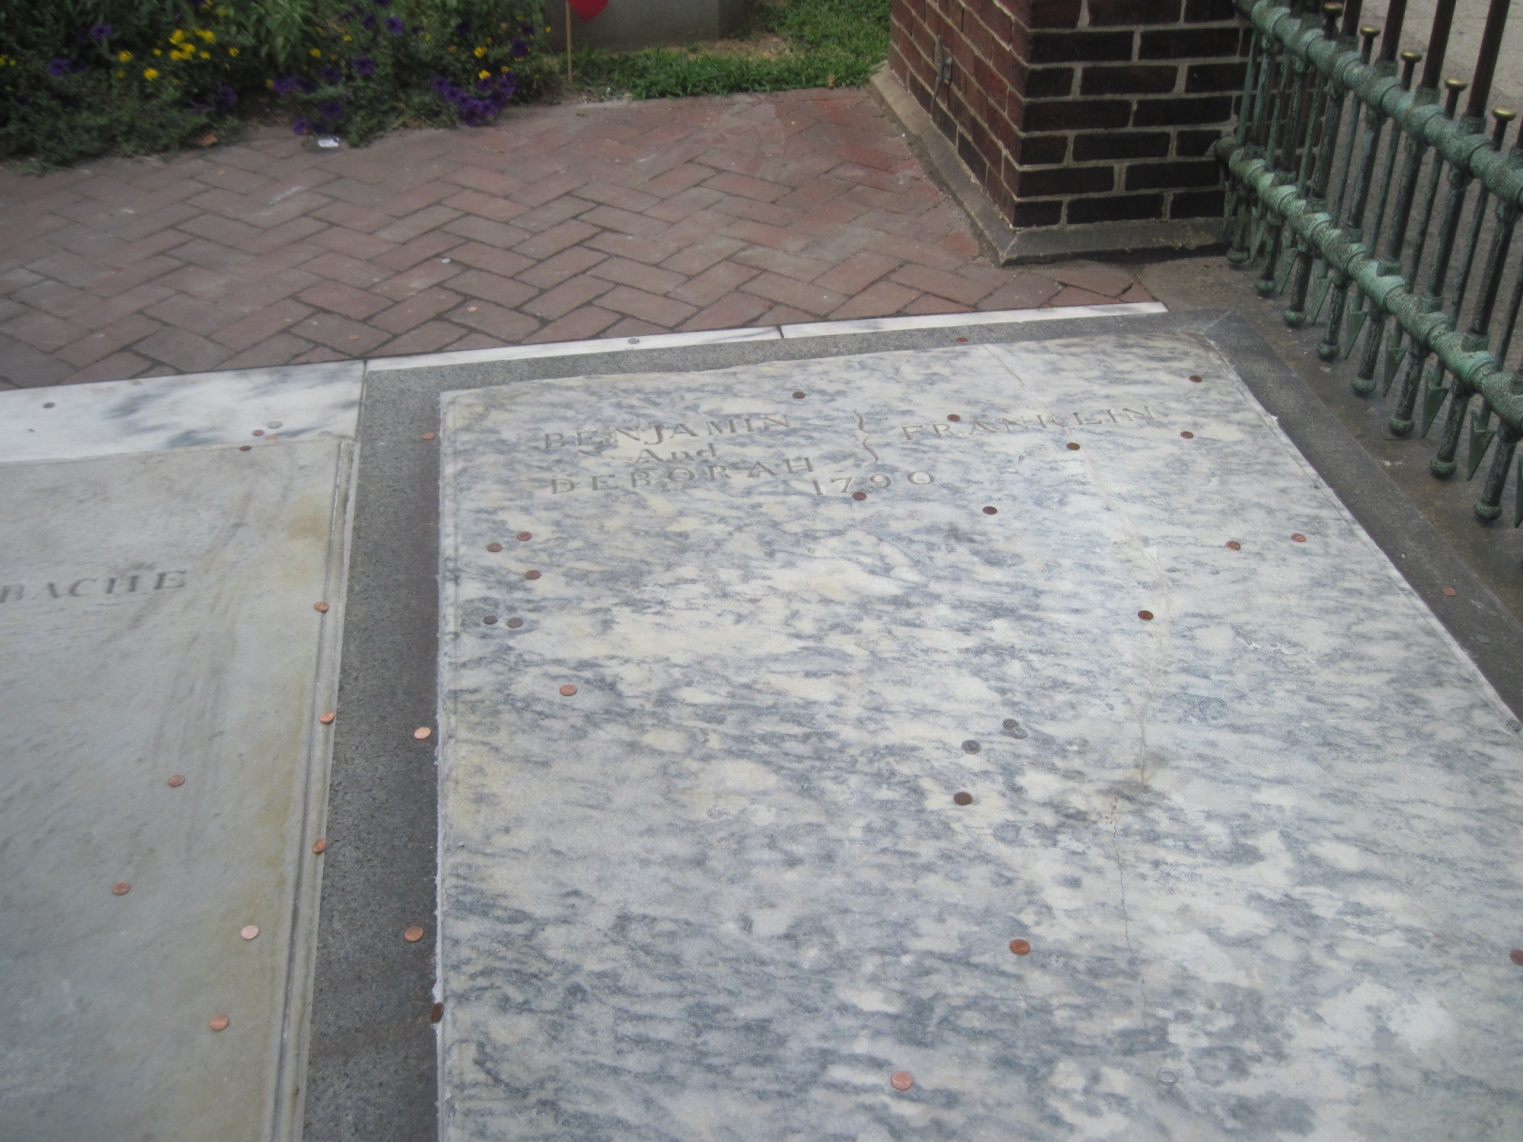 BENJAMIN
And
DEBORAH
FRANKLIN
1790
BACHE